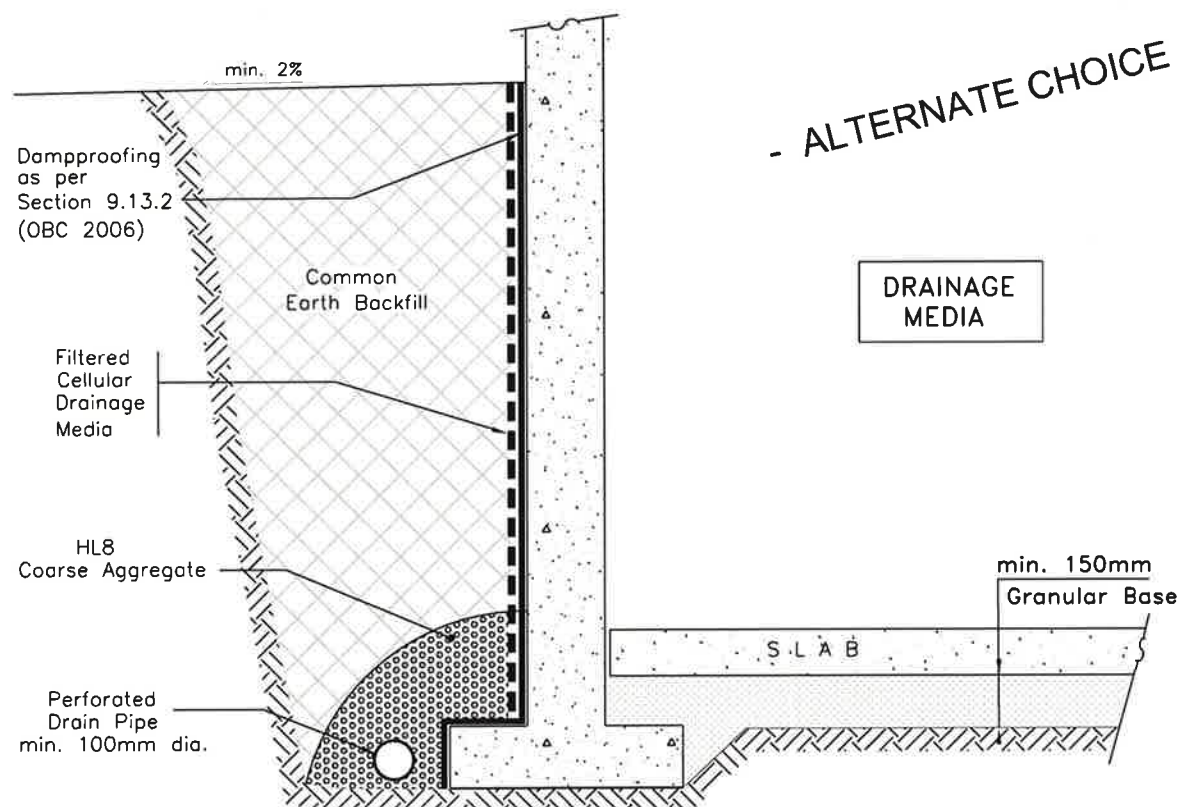 min. 2%
- ALTERNATE CHOICE
Dampproofing
as per
Section 9.13.2
(OBC 2006)
Common
Earth Backfill
DRAINAGE
MEDIA
Filtered
Cellular
Drainage
Media
HL8
Coarse Aggregate
min. 150mm
Granular Base
SLAB
Perforated
Drain Pipe
min. 100mm dia.